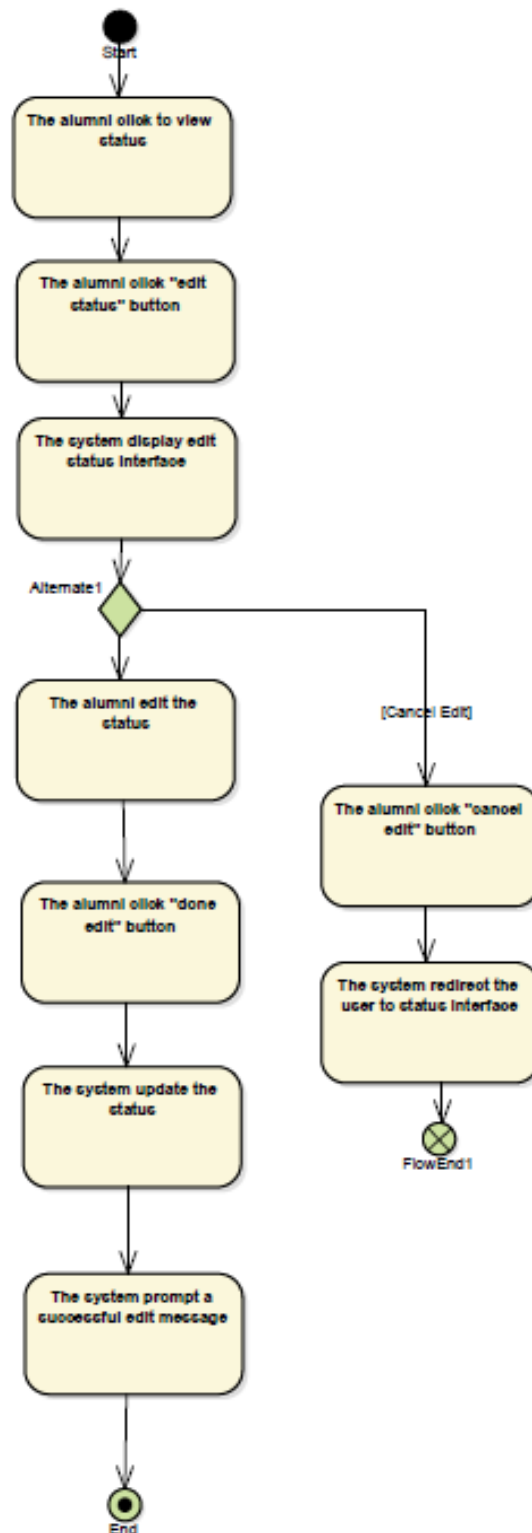 Start
The alumni click to view
status
The alumni click "edit
status" button
The system display edit
status interface
Alternate1
The alumni edit the
status
[Cancel Edit]
The alumni click "cancel
edit" button
The alumni click "done
edit" button
The system redirect the
user to status interface
The system update the
status
FlowEnd1
The system prompt a
successful edit message
End